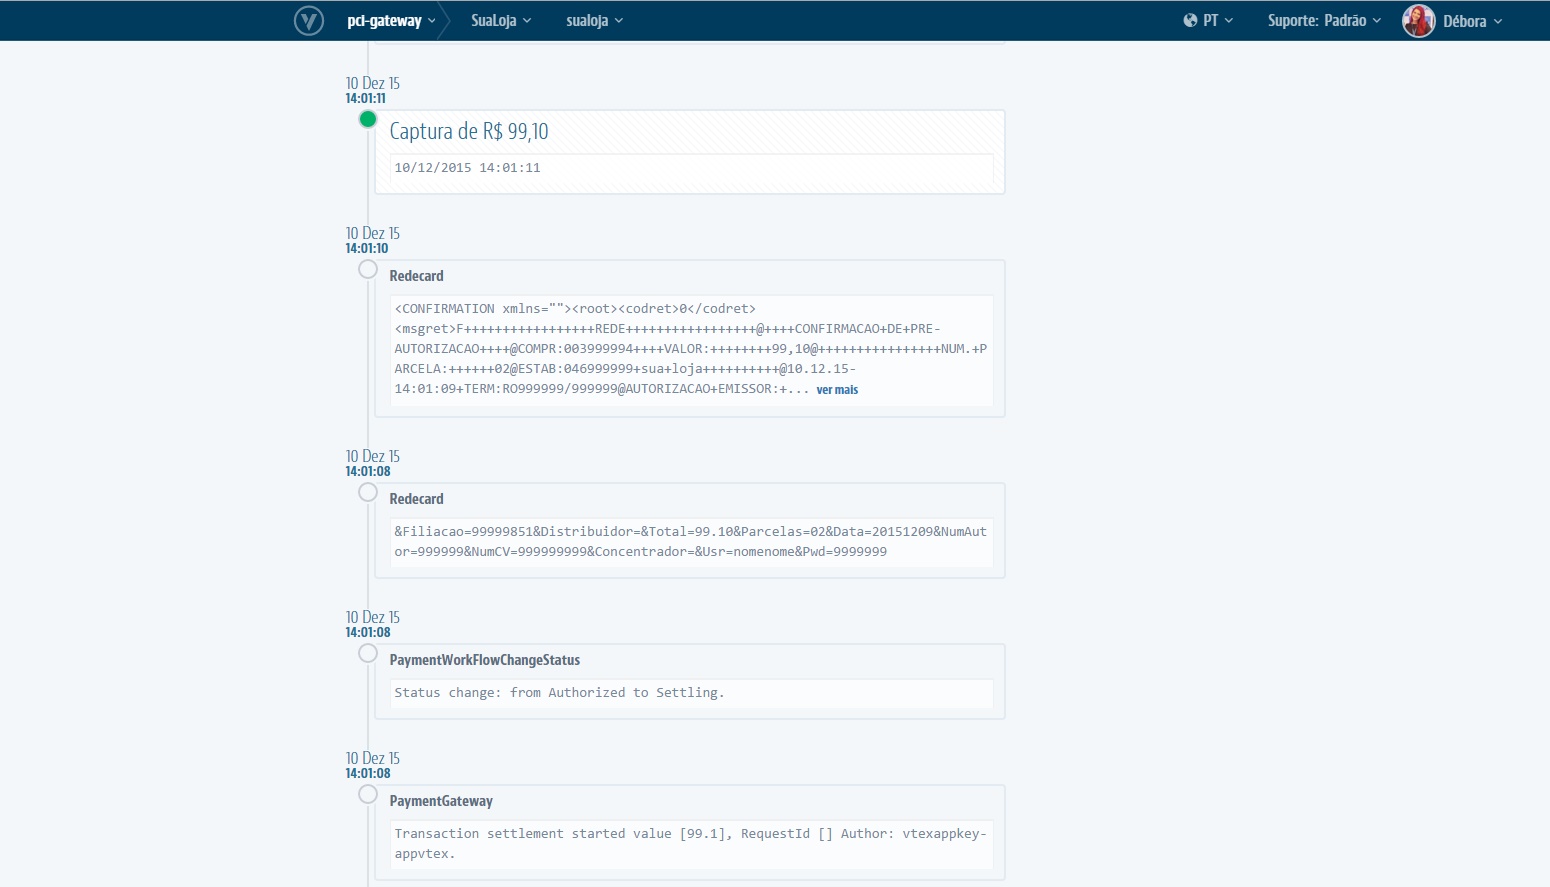 pci-gateway
SuaLoja
sualoja
PT
Suporte: Padrão
Débora
10 Dez 15
14:01:11
Captura de R$ 99,10
10/12/2015 14:01:11
10 Dez 15
14:01:10
Redecard
<CONFIRMATION xmlns=""><root><codret>0</codret>
<msgret>F+++++++++++++++++REDE+++++++++++++++++@++++CONFIRMACAO+DE+PRE-
AUTORIZACAO++++@COMPR:003999994++++VALOR:++++++++99,10@++++++++++++++++NUM.+P
ARCELA:++++++02@ESTAB:046999999+sua+loja++++++++++@10.12.15-
14:01:09+TERM:RO999999/999999@AUTORIZACAO+EMISSOR:+... ver mais
10 Dez 15
14:01:08
Redecard
&Filiacao=99999851&Distribuidor=&Total=99.10&Parcelas=02&Data=20151209&NumAut
or=999999&NumCV=999999999&Concentrador=&Usr=nomenome&Pwd=9999999
10 Dez 15
14:01:08
PaymentWorkFlowChangeStatus
Status change: from Authorized to Settling.
10 Dez 15
14:01:08
PaymentGateway
Transaction settlement started value [99.1], RequestId [] Author: vtexappkey-
appvtex.